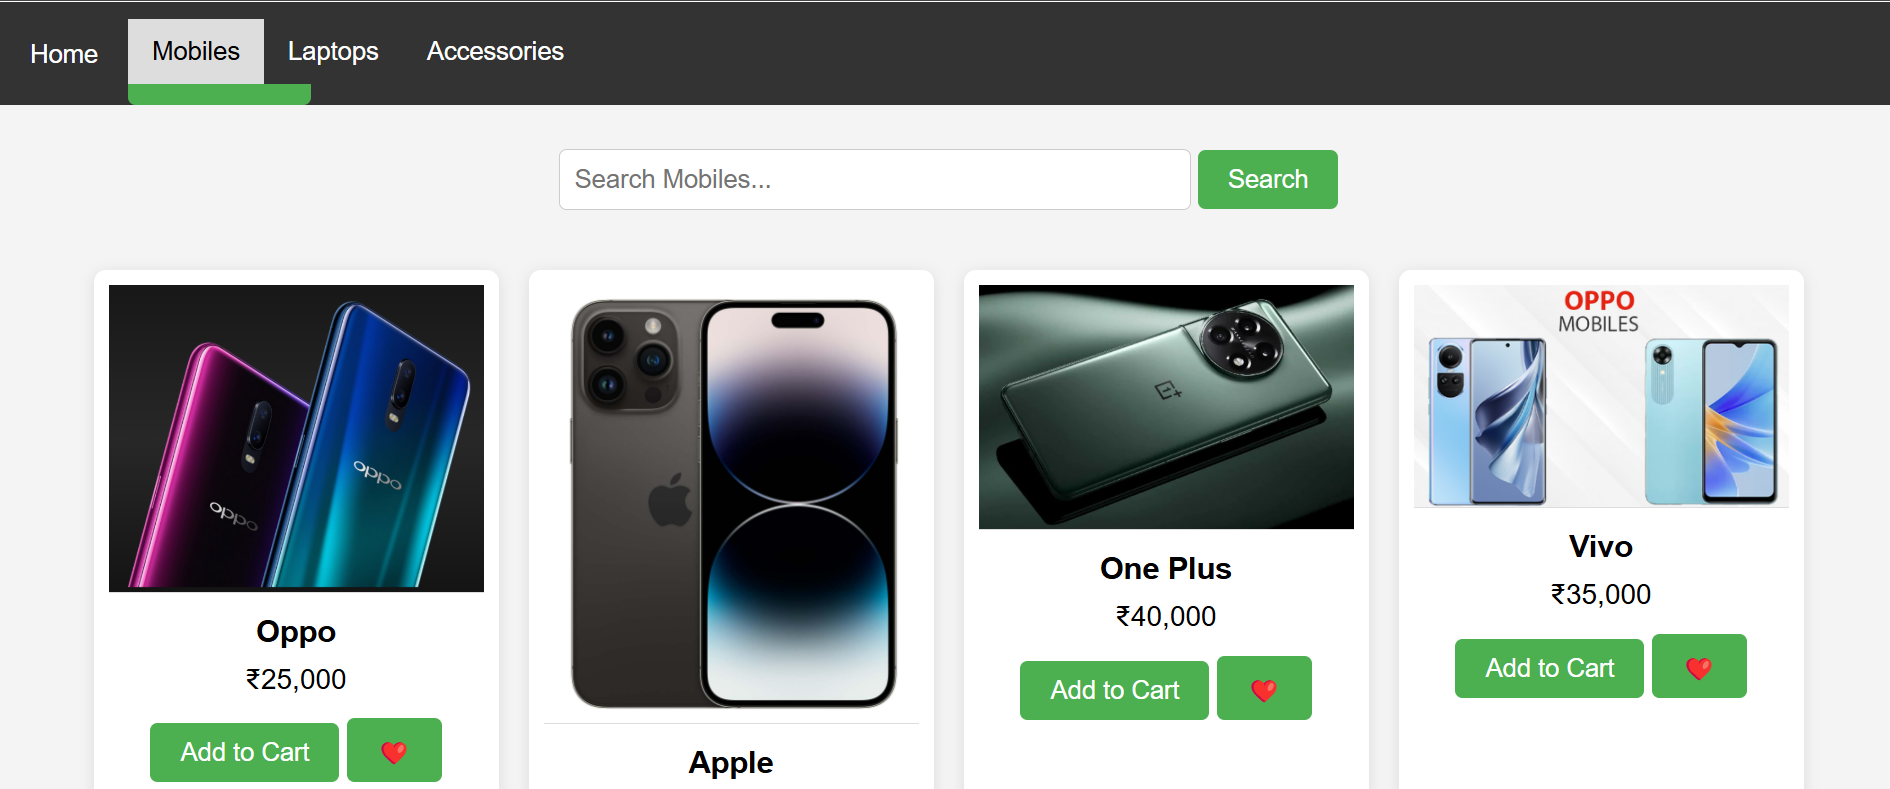 Home Mobiles Laptops Accessories
Search Mobiles... Search
oppo
oppo
Oppo
₹25,000
Add to Cart
Apple
One Plus
₹40,000
Add to Cart
OPPO
MOBILES
Vivo
₹35,000
Add to Cart